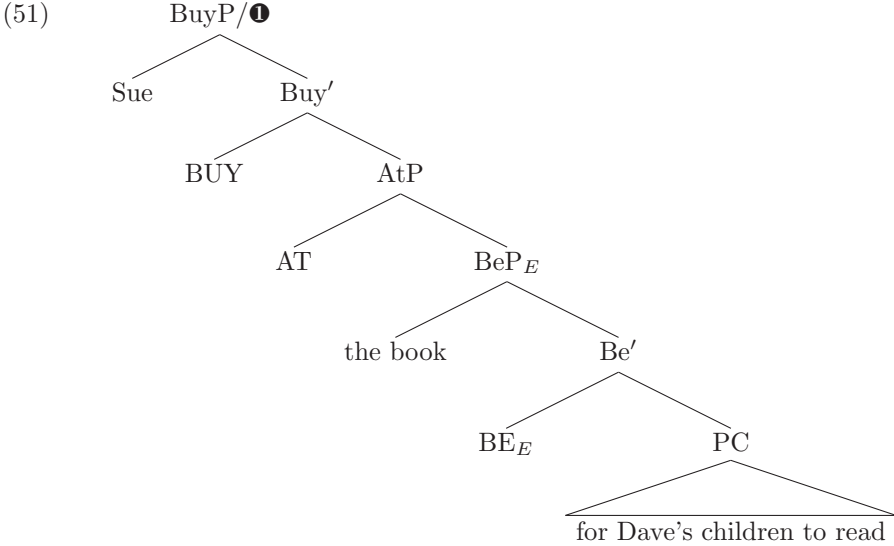 (51) BuyP/❶
Sue Buy′
BUY AtP
AT BeP_E
the book Be′
BE_E PC
for Dave's children to read